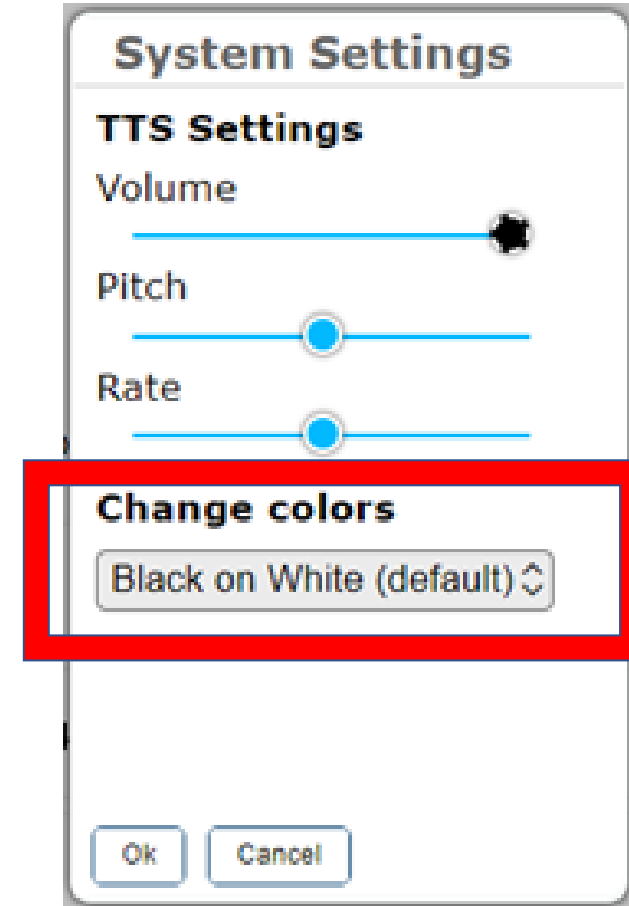 System Settings
TTS Settings
Volume
Pitch
Rate
Change colors
Black on White (default)
Ok Cancel